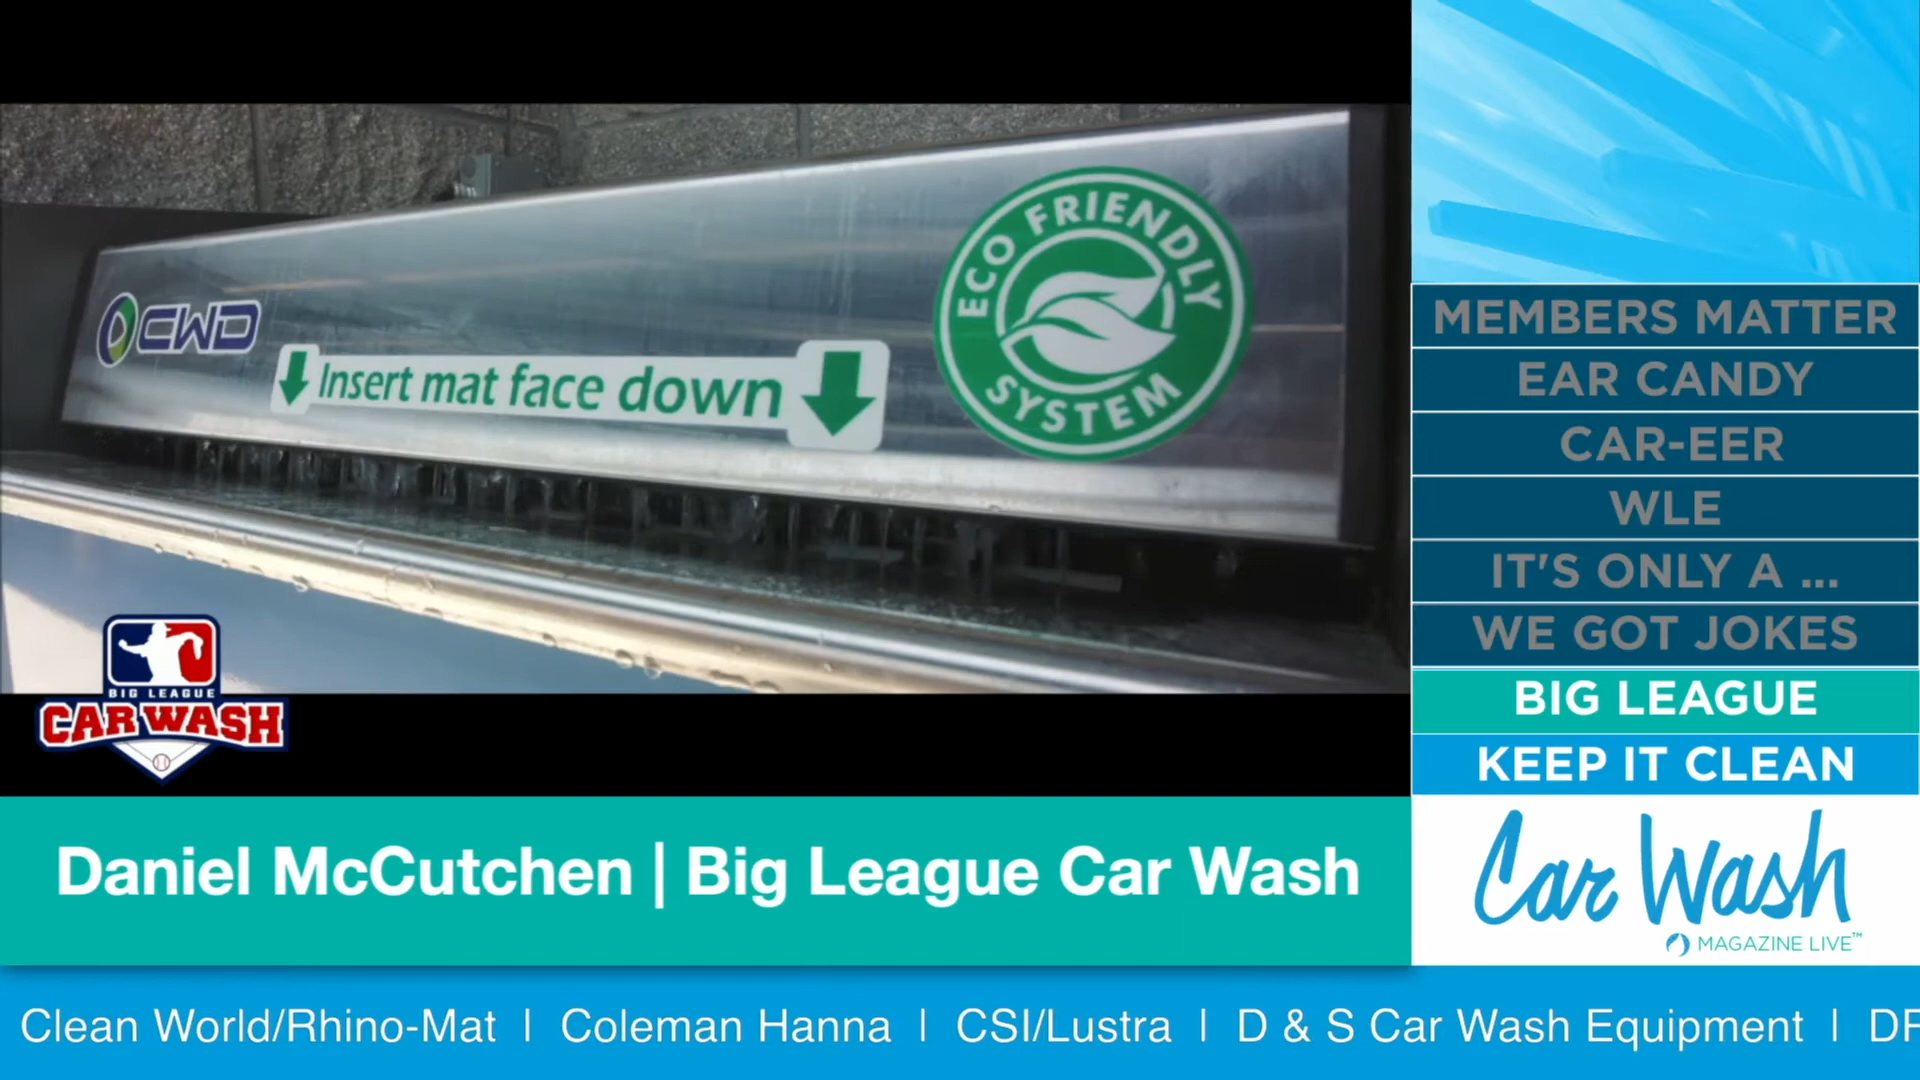 CWD
Insert mat face down
ECO FRIENDLY
SYSTEM
BIG LEAGUE
CAR WASH
MEMBERS MATTER
EAR CANDY
CAR-EER
WLE
IT'S ONLY A ...
WE GOT JOKES
BIG LEAGUE
KEEP IT CLEAN
Car Wash
MAGAZINE LIVE™
Daniel McCutchen | Big League Car Wash
Clean World/Rhino-Mat | Coleman Hanna | CSI/Lustra | D & S Car Wash Equipment |